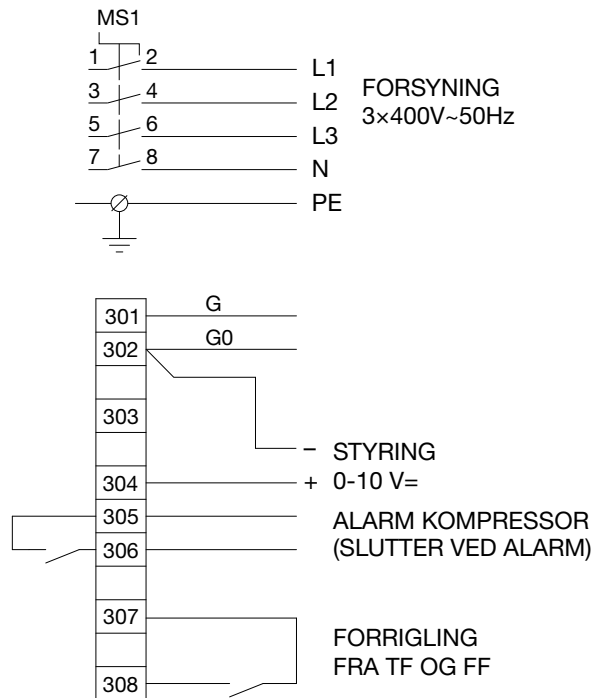 MS1
1 2 L1
3 4 L2 FORSYNING
5 6 L3 3×400V~50Hz
7 8 N
PE
301 G
302 G0
303
– STYRING
304 + 0-10 V=
305 ALARM KOMPRESSOR
306 (SLUTTER VED ALARM)
307
FORRIGLING
FRA TF OG FF
308